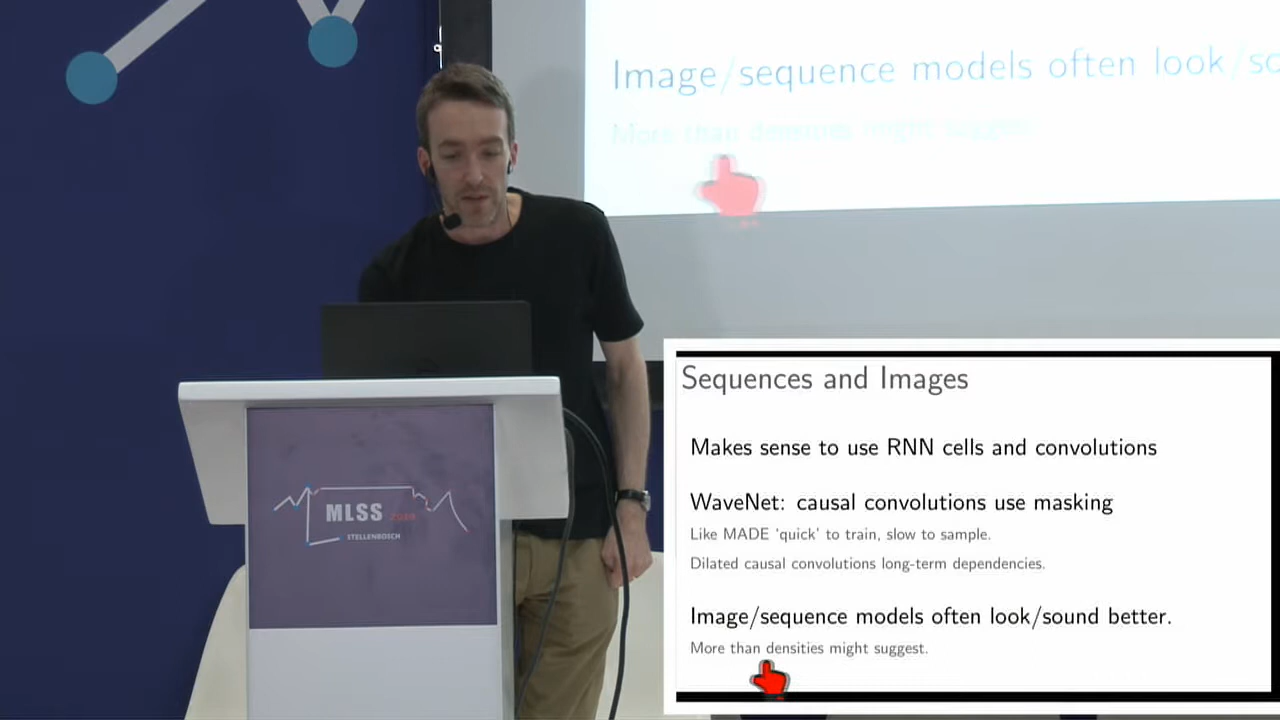 Image/sequence models often look/so
More than densities might suggest.
MLSS 2019
STELLENBOSCH
Sequences and Images
Makes sense to use RNN cells and convolutions
WaveNet: causal convolutions use masking
Like MADE ‘quick’ to train, slow to sample.
Dilated causal convolutions long-term dependencies.
Image/sequence models often look/sound better.
More than densities might suggest.